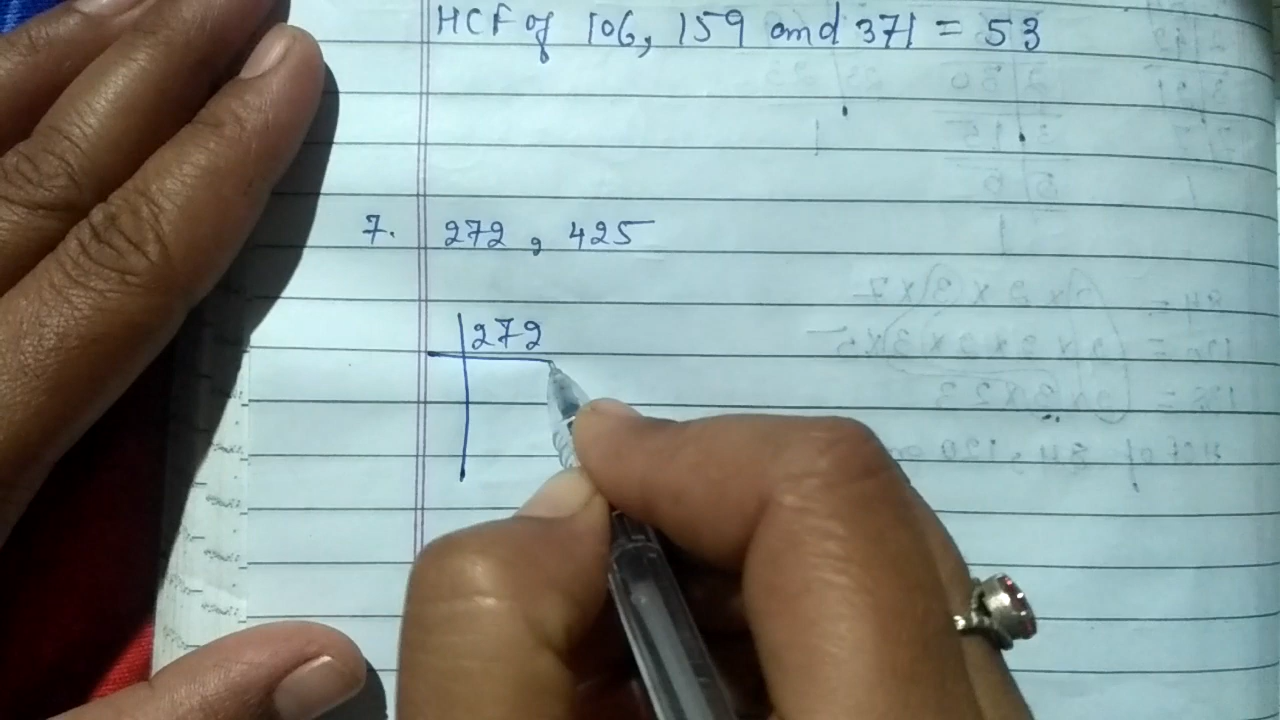 HCF of 106, 159 and 371 = 53
7. 272, 425
272